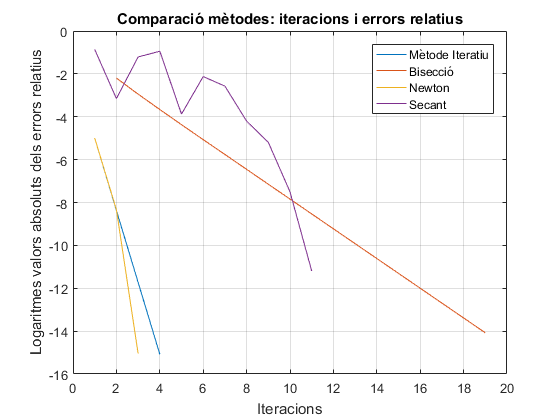 Comparació mètodes: iteracions i errors relatius
Logaritmes valors absoluts dels errors relatius
0
-2
-4
-6
-8
-10
-12
-14
-16
Mètode Iteratiu
Bisecció
Newton
Secant
0 2 4 6 8 10 12 14 16 18 20
Iteracions